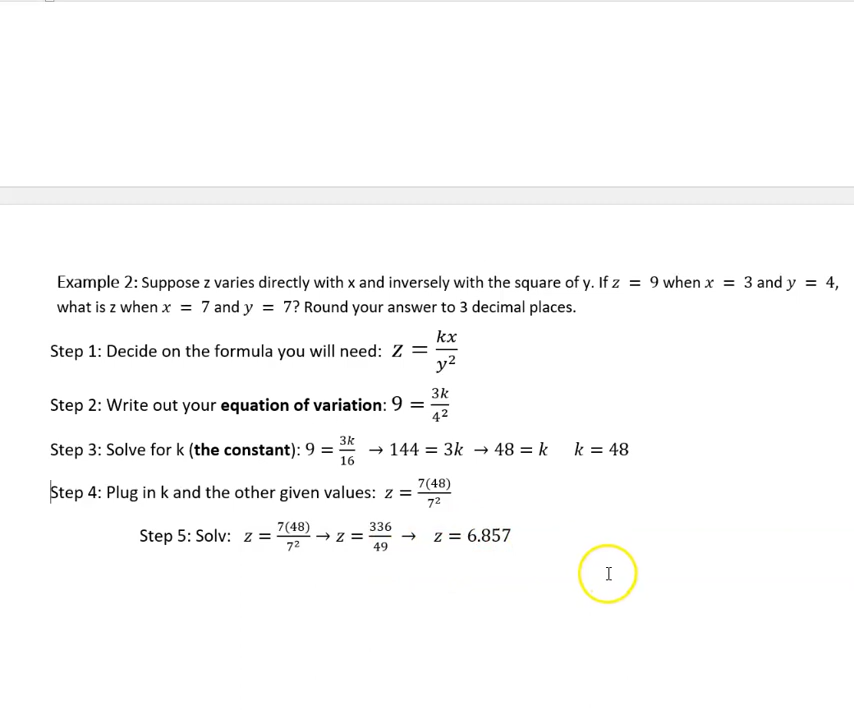 Example 2: Suppose z varies directly with x and inversely with the square of y. If z = 9 when x = 3 and y = 4,
what is z when x = 7 and y = 7? Round your answer to 3 decimal places.
Step 1: Decide on the formula you will need: z = kx/y²
Step 2: Write out your equation of variation: 9 = 3k/4²
Step 3: Solve for k (the constant): 9 = 3k/16 → 144 = 3k → 48 = k k = 48
Step 4: Plug in k and the other given values: z = 7(48)/7²
Step 5: Solv: z = 7(48)/7² → z = 336/49 → z = 6.857